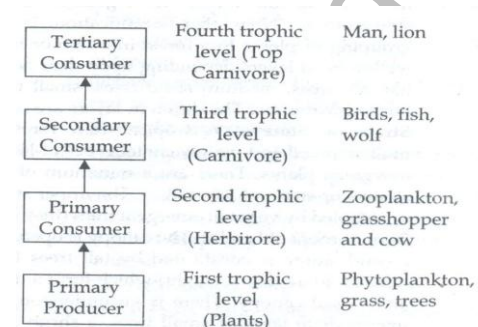 Tertiary
Consumer
Fourth trophic
level (Top
Carnivore)
Man, lion
Secondary
Consumer
Third trophic
level
(Carnivore)
Birds, fish,
wolf
Primary
Consumer
Second trophic
level
(Herbirore)
Zooplankton,
grasshopper
and cow
Primary
Producer
First trophic
level
(Plants)
Phytoplankton,
grass, trees